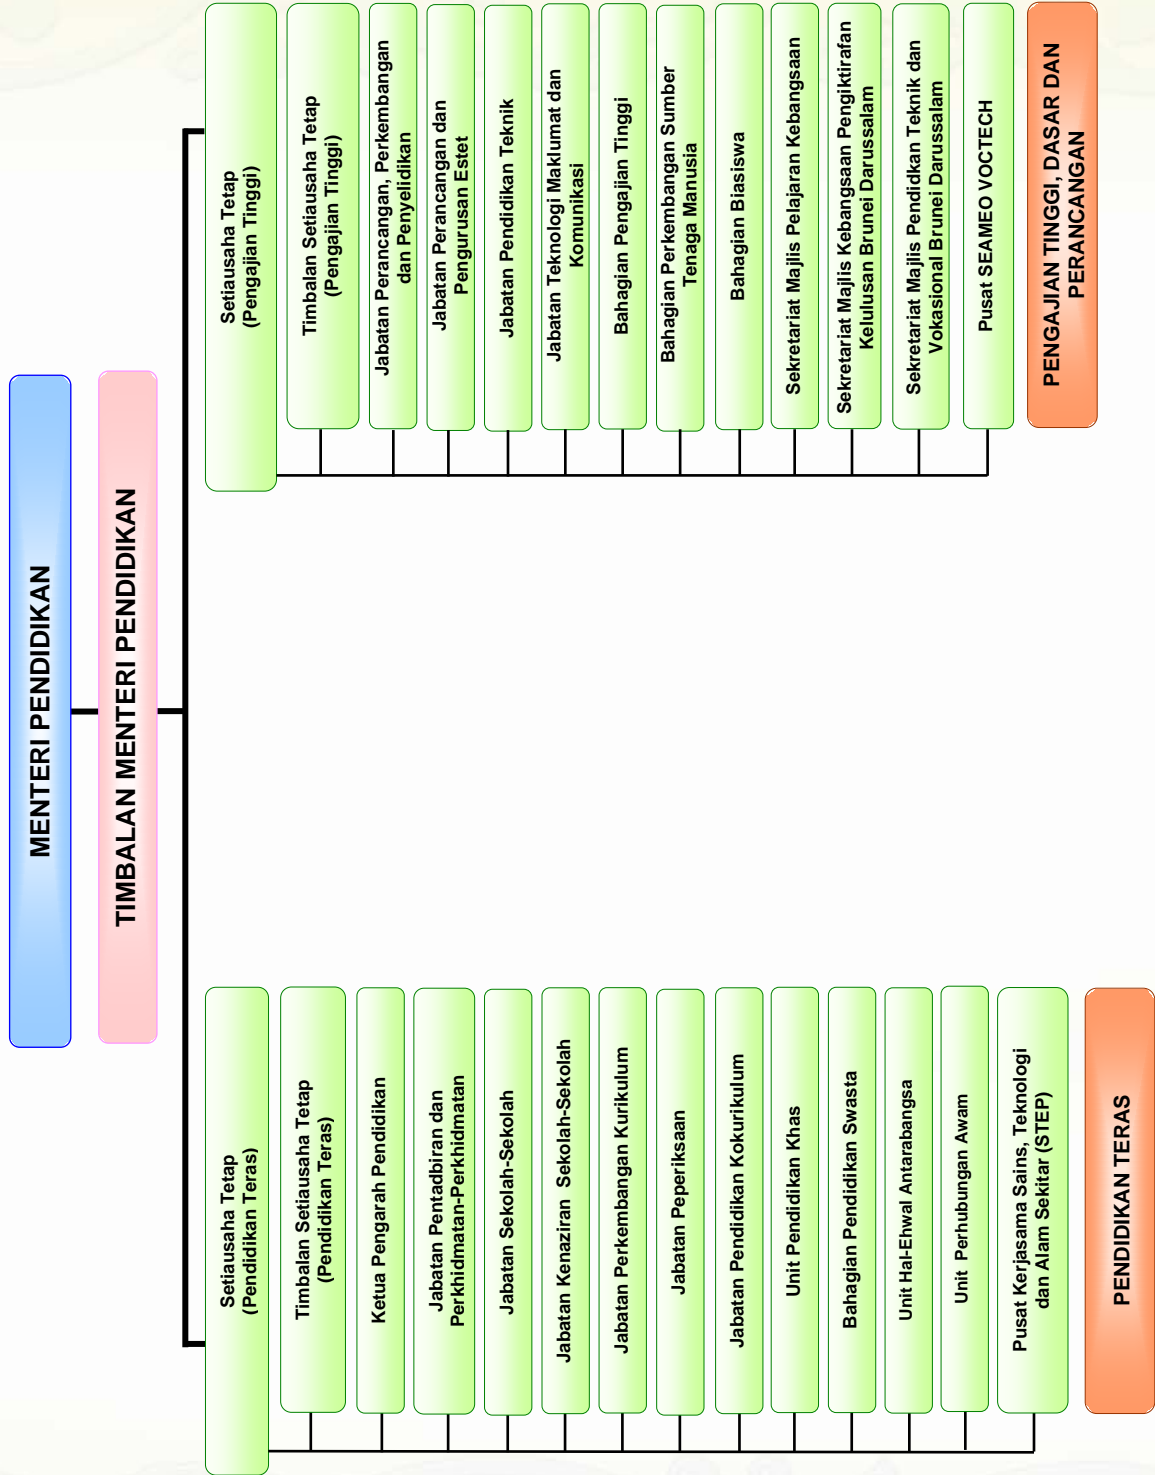 MENTERI PENDIDIKAN
TIMBALAN MENTERI PENDIDIKAN
Setiausaha Tetap
(Pendidikan Teras)
Timbalan Setiausaha Tetap
(Pendidikan Teras)
Ketua Pengarah Pendidikan
Jabatan Pentadbiran dan
Perkhidmatan-Perkhidmatan
Jabatan Sekolah-Sekolah
Jabatan Kenaziran Sekolah-Sekolah
Jabatan Perkembangan Kurikulum
Jabatan Peperiksaan
Jabatan Pendidikan Kokurikulum
Unit Pendidikan Khas
Bahagian Pendidikan Swasta
Unit Hal-Ehwal Antarabangsa
Unit Perhubungan Awam
Pusat Kerjasama Sains, Teknologi
dan Alam Sekitar (STEP)
PENDIDIKAN TERAS
Setiausaha Tetap
(Pengajian Tinggi)
Timbalan Setiausaha Tetap
(Pengajian Tinggi)
Jabatan Perancangan, Perkembangan
dan Penyelidikan
Jabatan Perancangan dan
Pengurusan Estet
Jabatan Pendidikan Teknik
Jabatan Teknologi Maklumat dan
Komunikasi
Bahagian Pengajian Tinggi
Bahagian Perkembangan Sumber
Tenaga Manusia
Bahagian Biasiswa
Sekretariat Majlis Pelajaran Kebangsaan
Sekretariat Majlis Kebangsaan Pengiktirafan
Kelulusan Brunei Darussalam
Sekretariat Majlis Pendidkan Teknik dan
Vokasional Brunei Darussalam
Pusat SEAMEO VOCTECH
PENGAJIAN TINGGI, DASAR DAN
PERANCANGAN